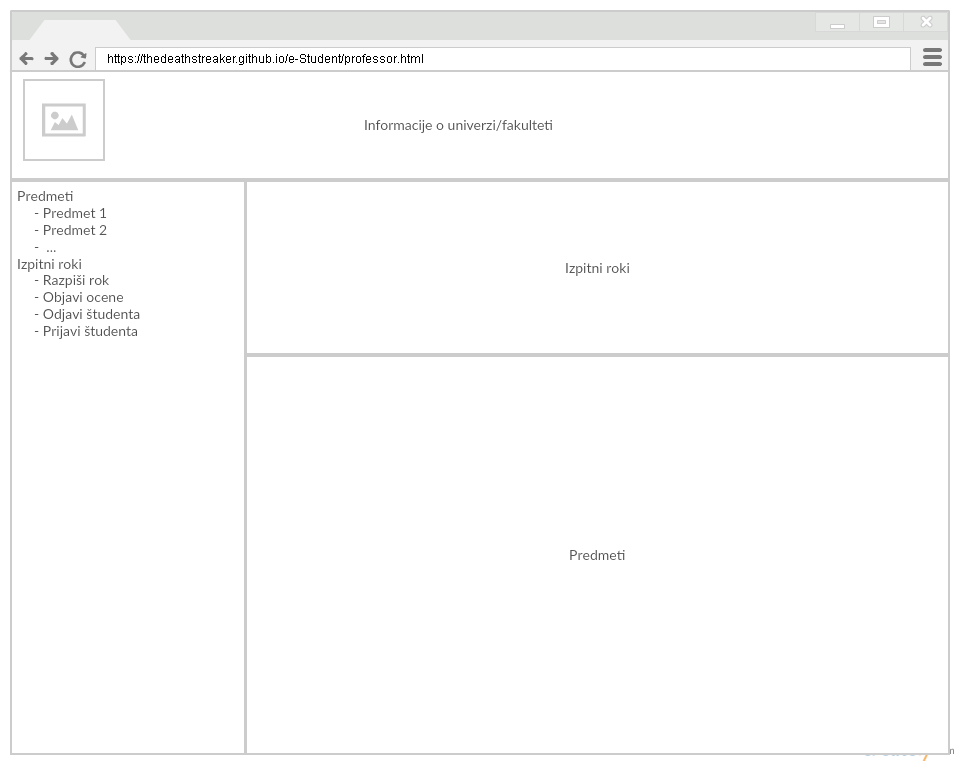 https://thedeathstreaker.github.io/e-Student/professor.html
Informacije o univerzi/fakulteti
Predmeti
- Predmet 1
- Predmet 2
- ...
Izpitni roki
- Razpiši rok
- Objavi ocene
- Odjavi študenta
- Prijavi študenta
Izpitni roki
Predmeti